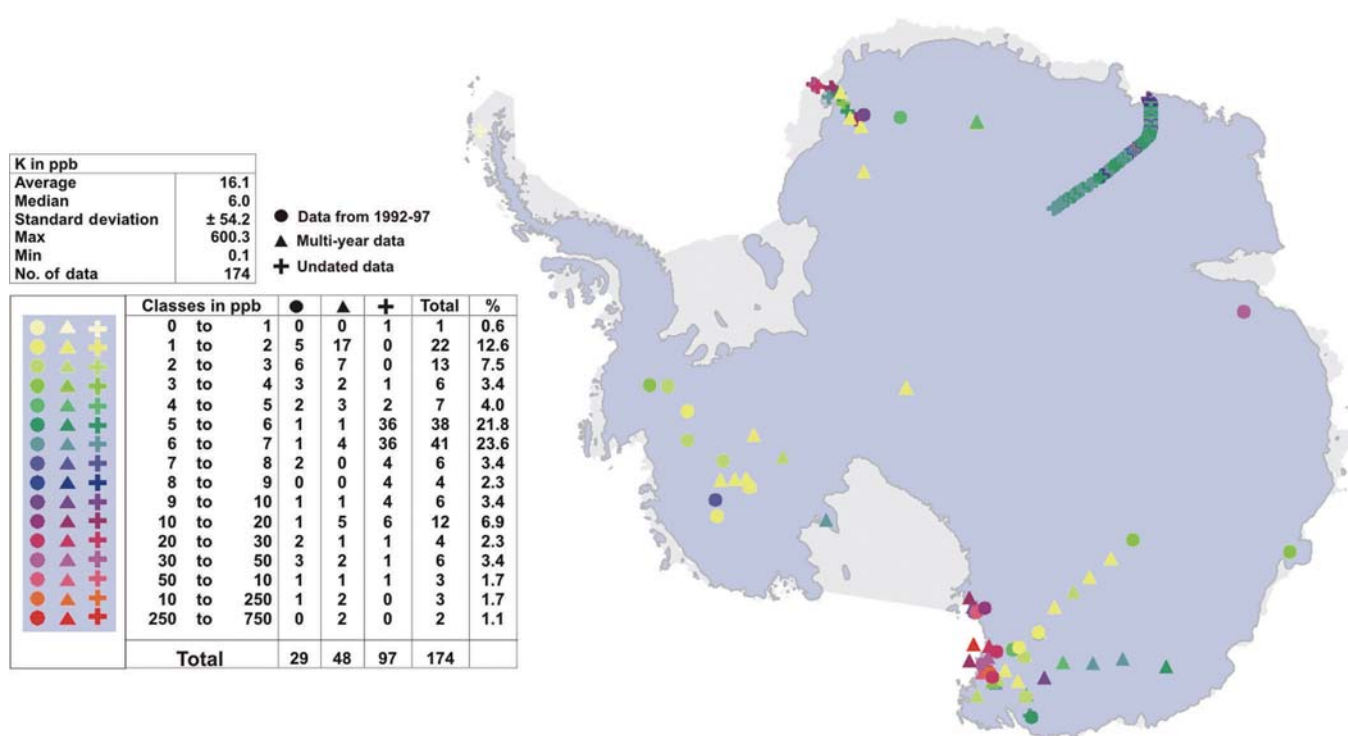 K in ppb
Average 16.1
Median 6.0
Standard deviation ± 54.2
Max 600.3
Min 0.1
No. of data 174
Data from 1992-97
Multi-year data
Undated data
Classes in ppb Total %
0 to 1 0 0 1 1 0.6
1 to 2 5 17 0 22 12.6
2 to 3 6 7 0 13 7.5
3 to 4 3 2 1 6 3.4
4 to 5 2 3 2 7 4.0
5 to 6 1 1 36 38 21.8
6 to 7 1 4 36 41 23.6
7 to 8 2 0 4 6 3.4
8 to 9 0 0 4 4 2.3
9 to 10 1 1 4 6 3.4
10 to 20 1 5 6 12 6.9
20 to 30 2 1 1 4 2.3
30 to 50 3 2 1 6 3.4
50 to 10 1 1 1 3 1.7
10 to 250 1 2 0 3 1.7
250 to 750 0 2 0 2 1.1
Total 29 48 97 174